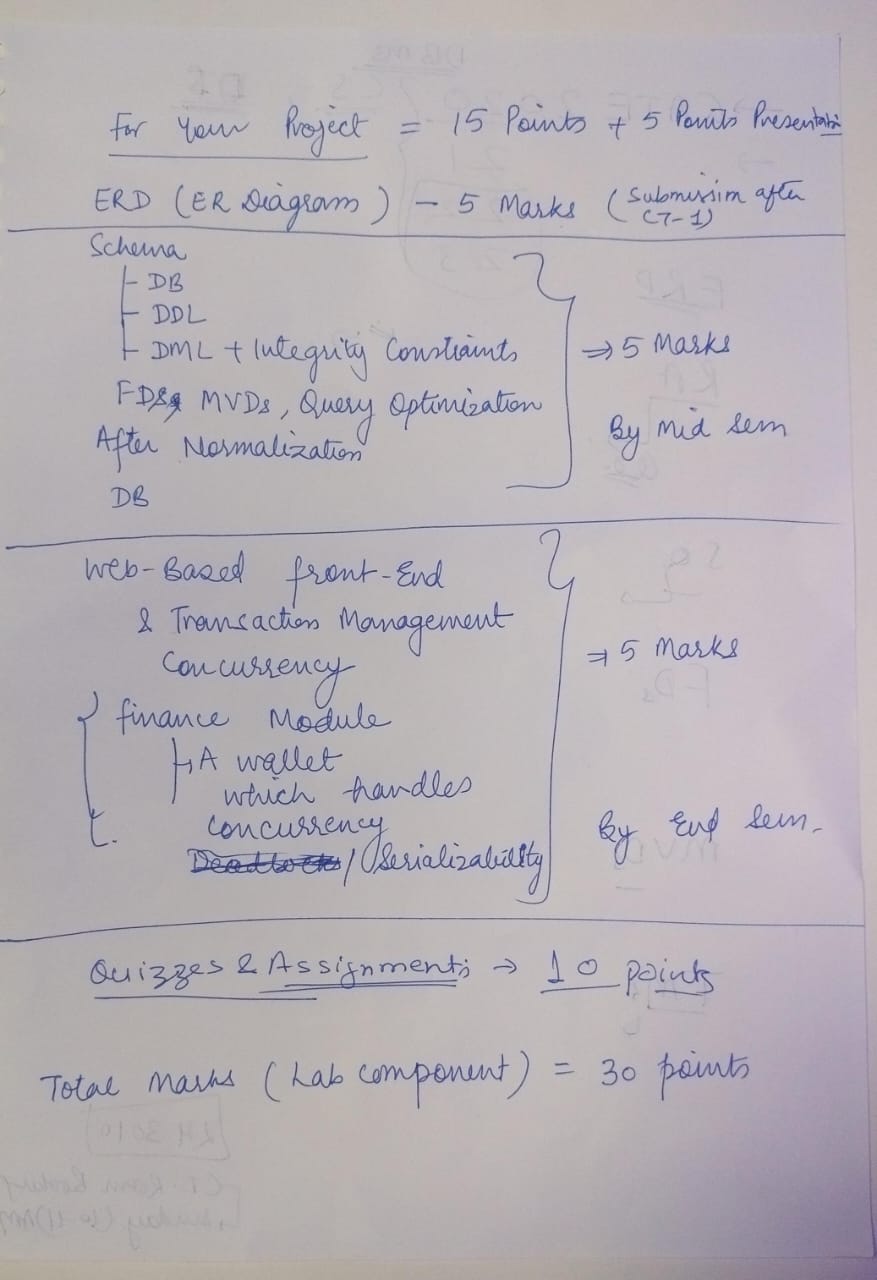 For your Project = 15 Points + 5 Points Presentatn
ERD (ER Diagram) - 5 Marks (Submission after CT-1)
Schema
DB
DDL
DML + Integrity Constraints ⇒ 5 Marks
FDs, MVDs, Query Optimization
After Normalization By Mid Sem
DB
Web-Based front-End
& Transaction Management ⇒ 5 Marks
Concurrency
finance Module
A wallet
which handles
concurrency By End Sem.
/Serializability
Quizzes & Assignments → 10 points
Total Marks (Lab component) = 30 points